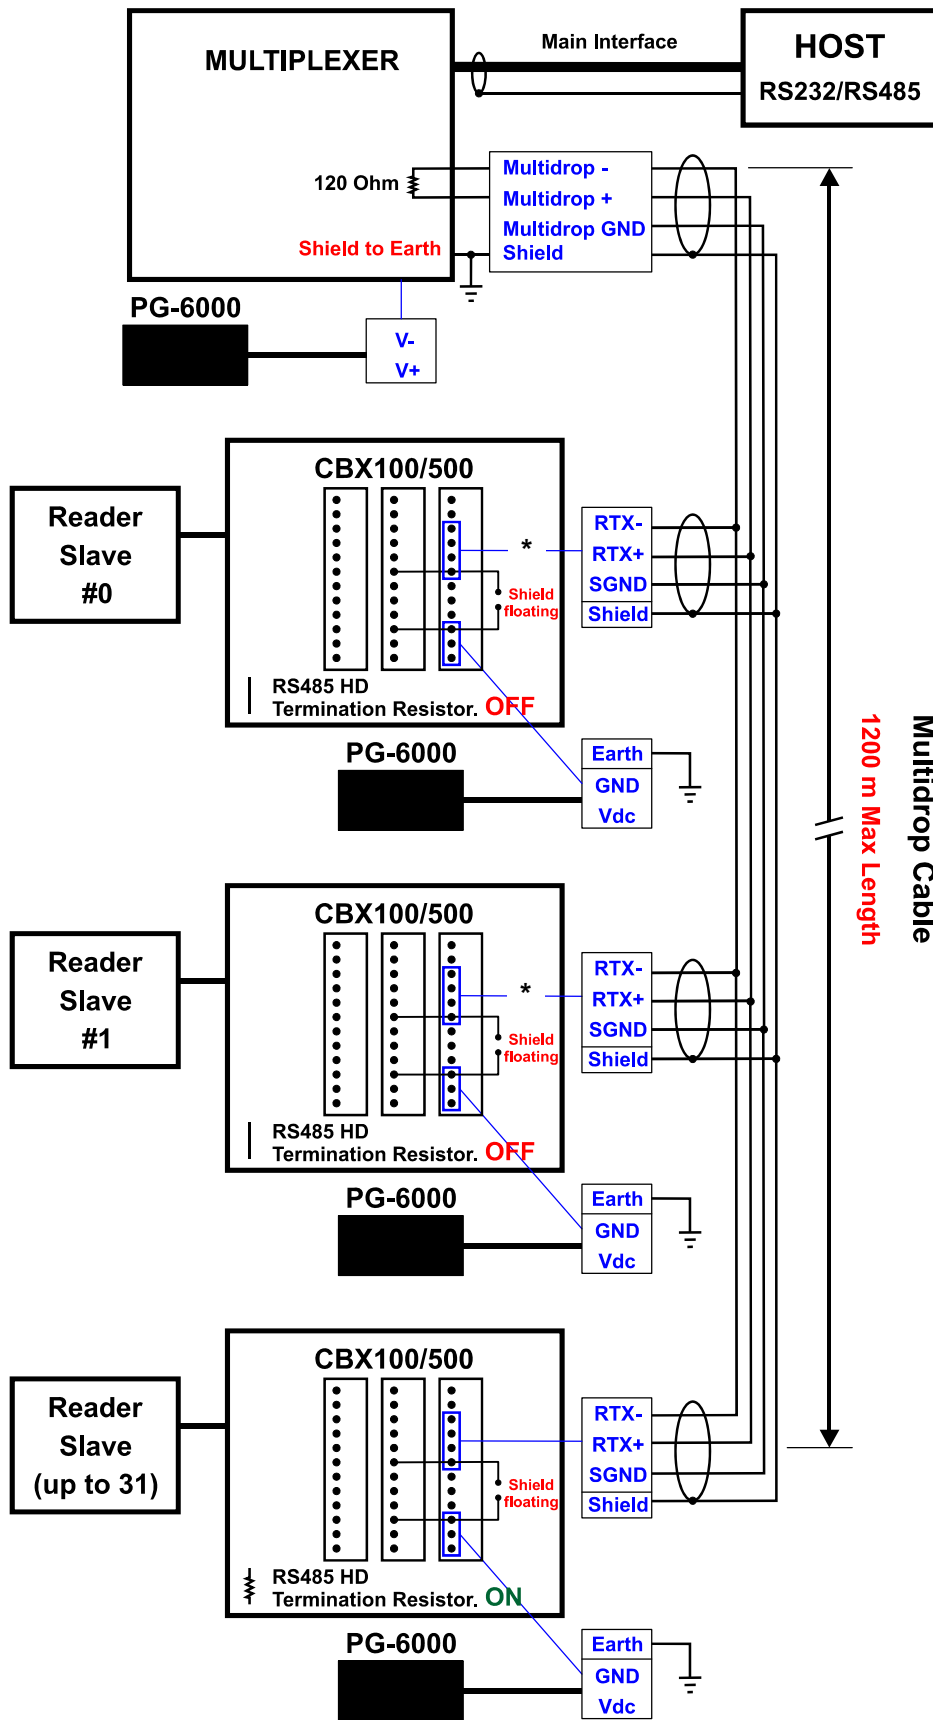 MULTIPLEXER
Main Interface
HOST
RS232/RS485
120 Ohm
Multidrop -
Multidrop +
Multidrop GND
Shield
Shield to Earth
PG-6000
V-
V+
CBX100/500
Reader
Slave
#0
*
RTX-
RTX+
SGND
Shield
Shield
floating
RS485 HD
Termination Resistor. OFF
PG-6000
Earth
GND
Vdc
Multidrop Cable
1200 m Max Length
CBX100/500
Reader
Slave
#1
*
RTX-
RTX+
SGND
Shield
Shield
floating
RS485 HD
Termination Resistor. OFF
PG-6000
Earth
GND
Vdc
CBX100/500
Reader
Slave
(up to 31)
RTX-
RTX+
SGND
Shield
Shield
floating
RS485 HD
Termination Resistor. ON
PG-6000
Earth
GND
Vdc